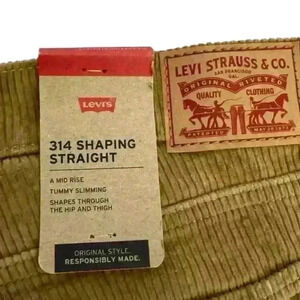 Levi's
314 SHAPING
STRAIGHT
A MID RISE
TUMMY SLIMMING
SHAPES THROUGH
THE HIP AND THIGH
ORIGINAL STYLE.
RESPONSIBLY MADE.
LEVI STRAUSS & CO.
SAN FRANCISCO
CAL.
ORIGINAL RIVETED
QUALITY CLOTHING
PATENTED